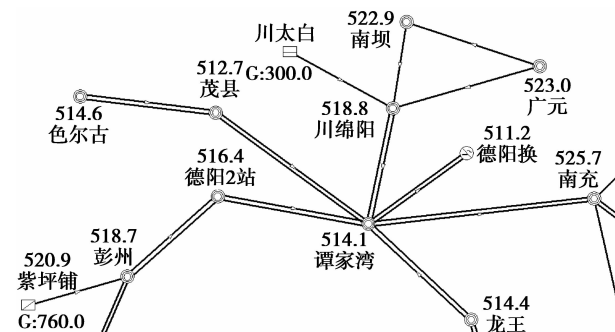 522.9
南坝
川太白
G:300.0
512.7
茂县
523.0
广元
514.6
色尔古
518.8
川绵阳
511.2
德阳换
516.4
德阳2站
525.7
南充
514.1
谭家湾
518.7
彭州
520.9
紫坪铺
G:760.0
514.4
龙王